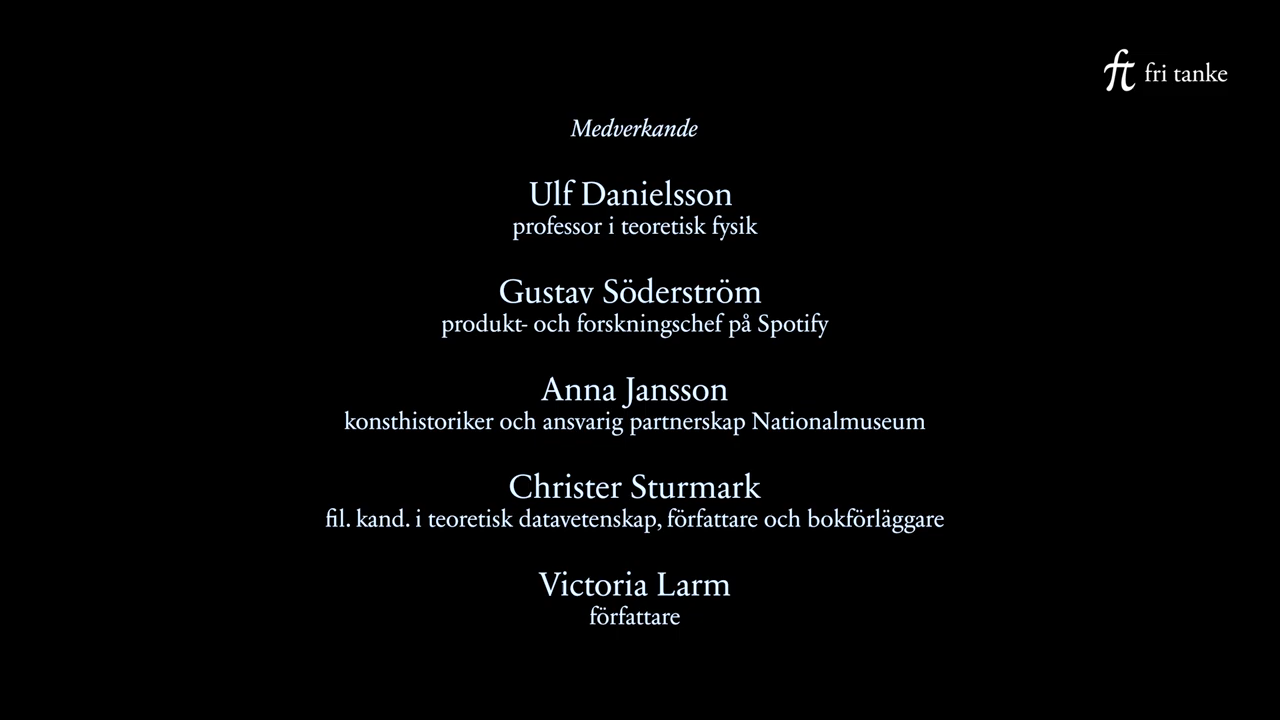 fri tanke
Medverkande
Ulf Danielsson
professor i teoretisk fysik
Gustav Söderström
produkt- och forskningschef på Spotify
Anna Jansson
konsthistoriker och ansvarig partnerskap Nationalmuseum
Christer Sturmark
fil. kand. i teoretisk datavetenskap, författare och bokförläggare
Victoria Larm
författare